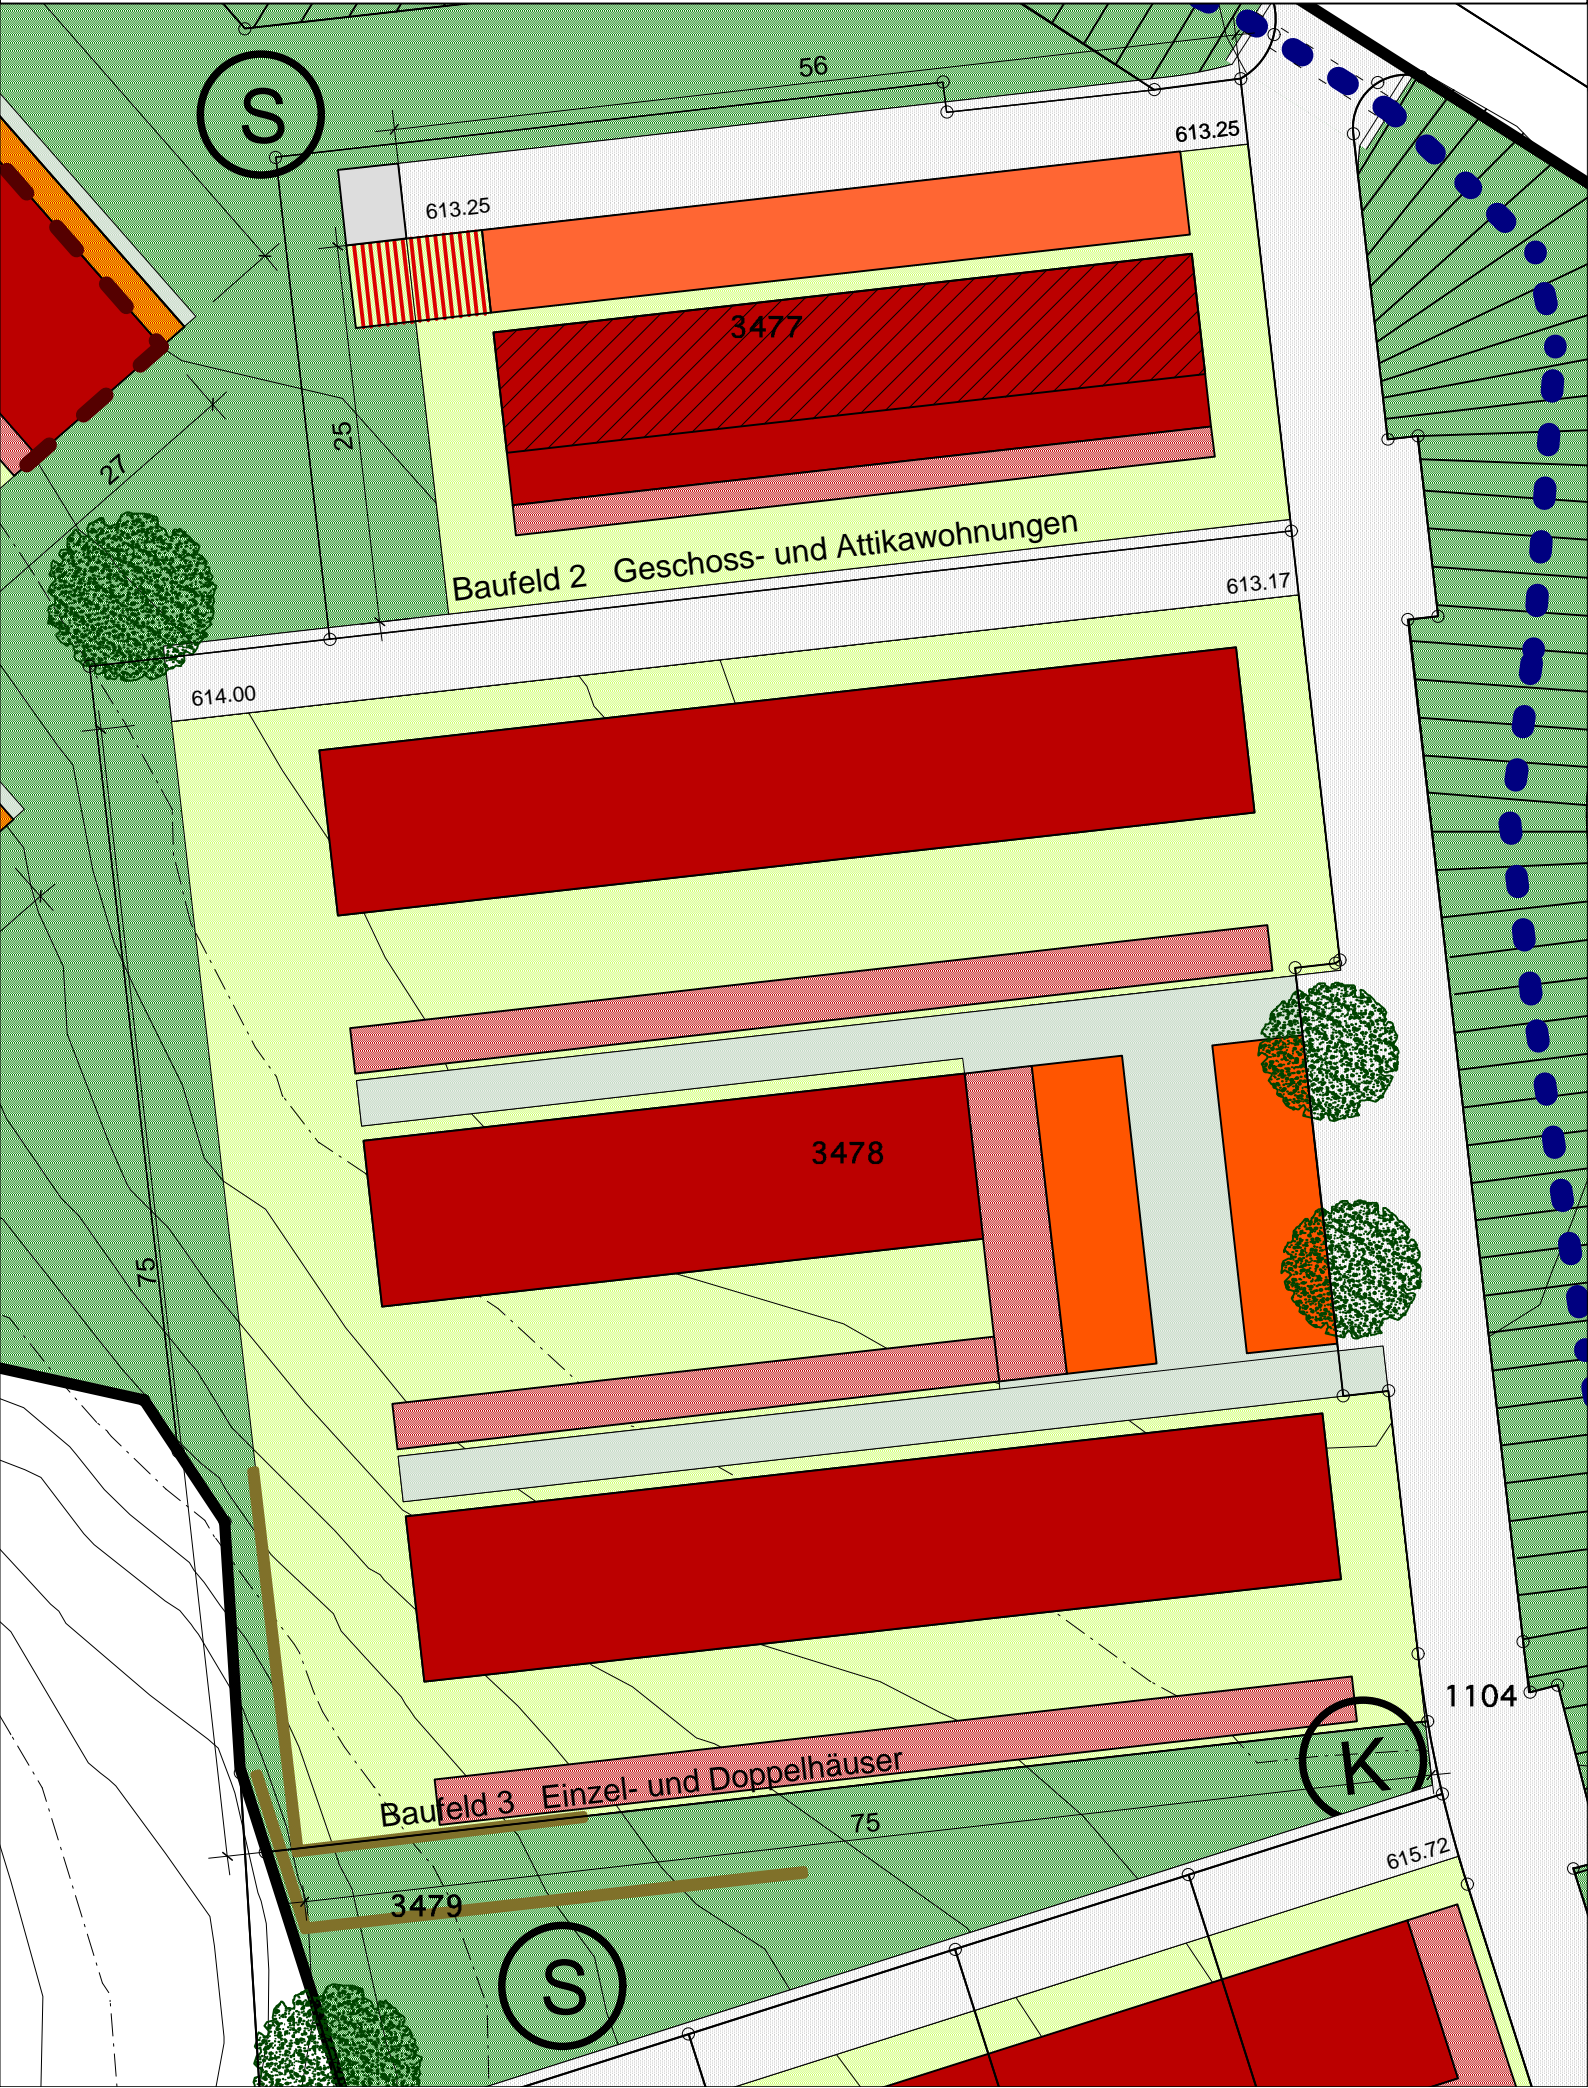 56
S
613.25
613.25
3477
25
27
Baufeld 2 Geschoss- und Attikawohnungen
613.17
614.00
3478
75
1104
K
Baufeld 3 Einzel- und Doppelhäuser
75
615.72
3479
S